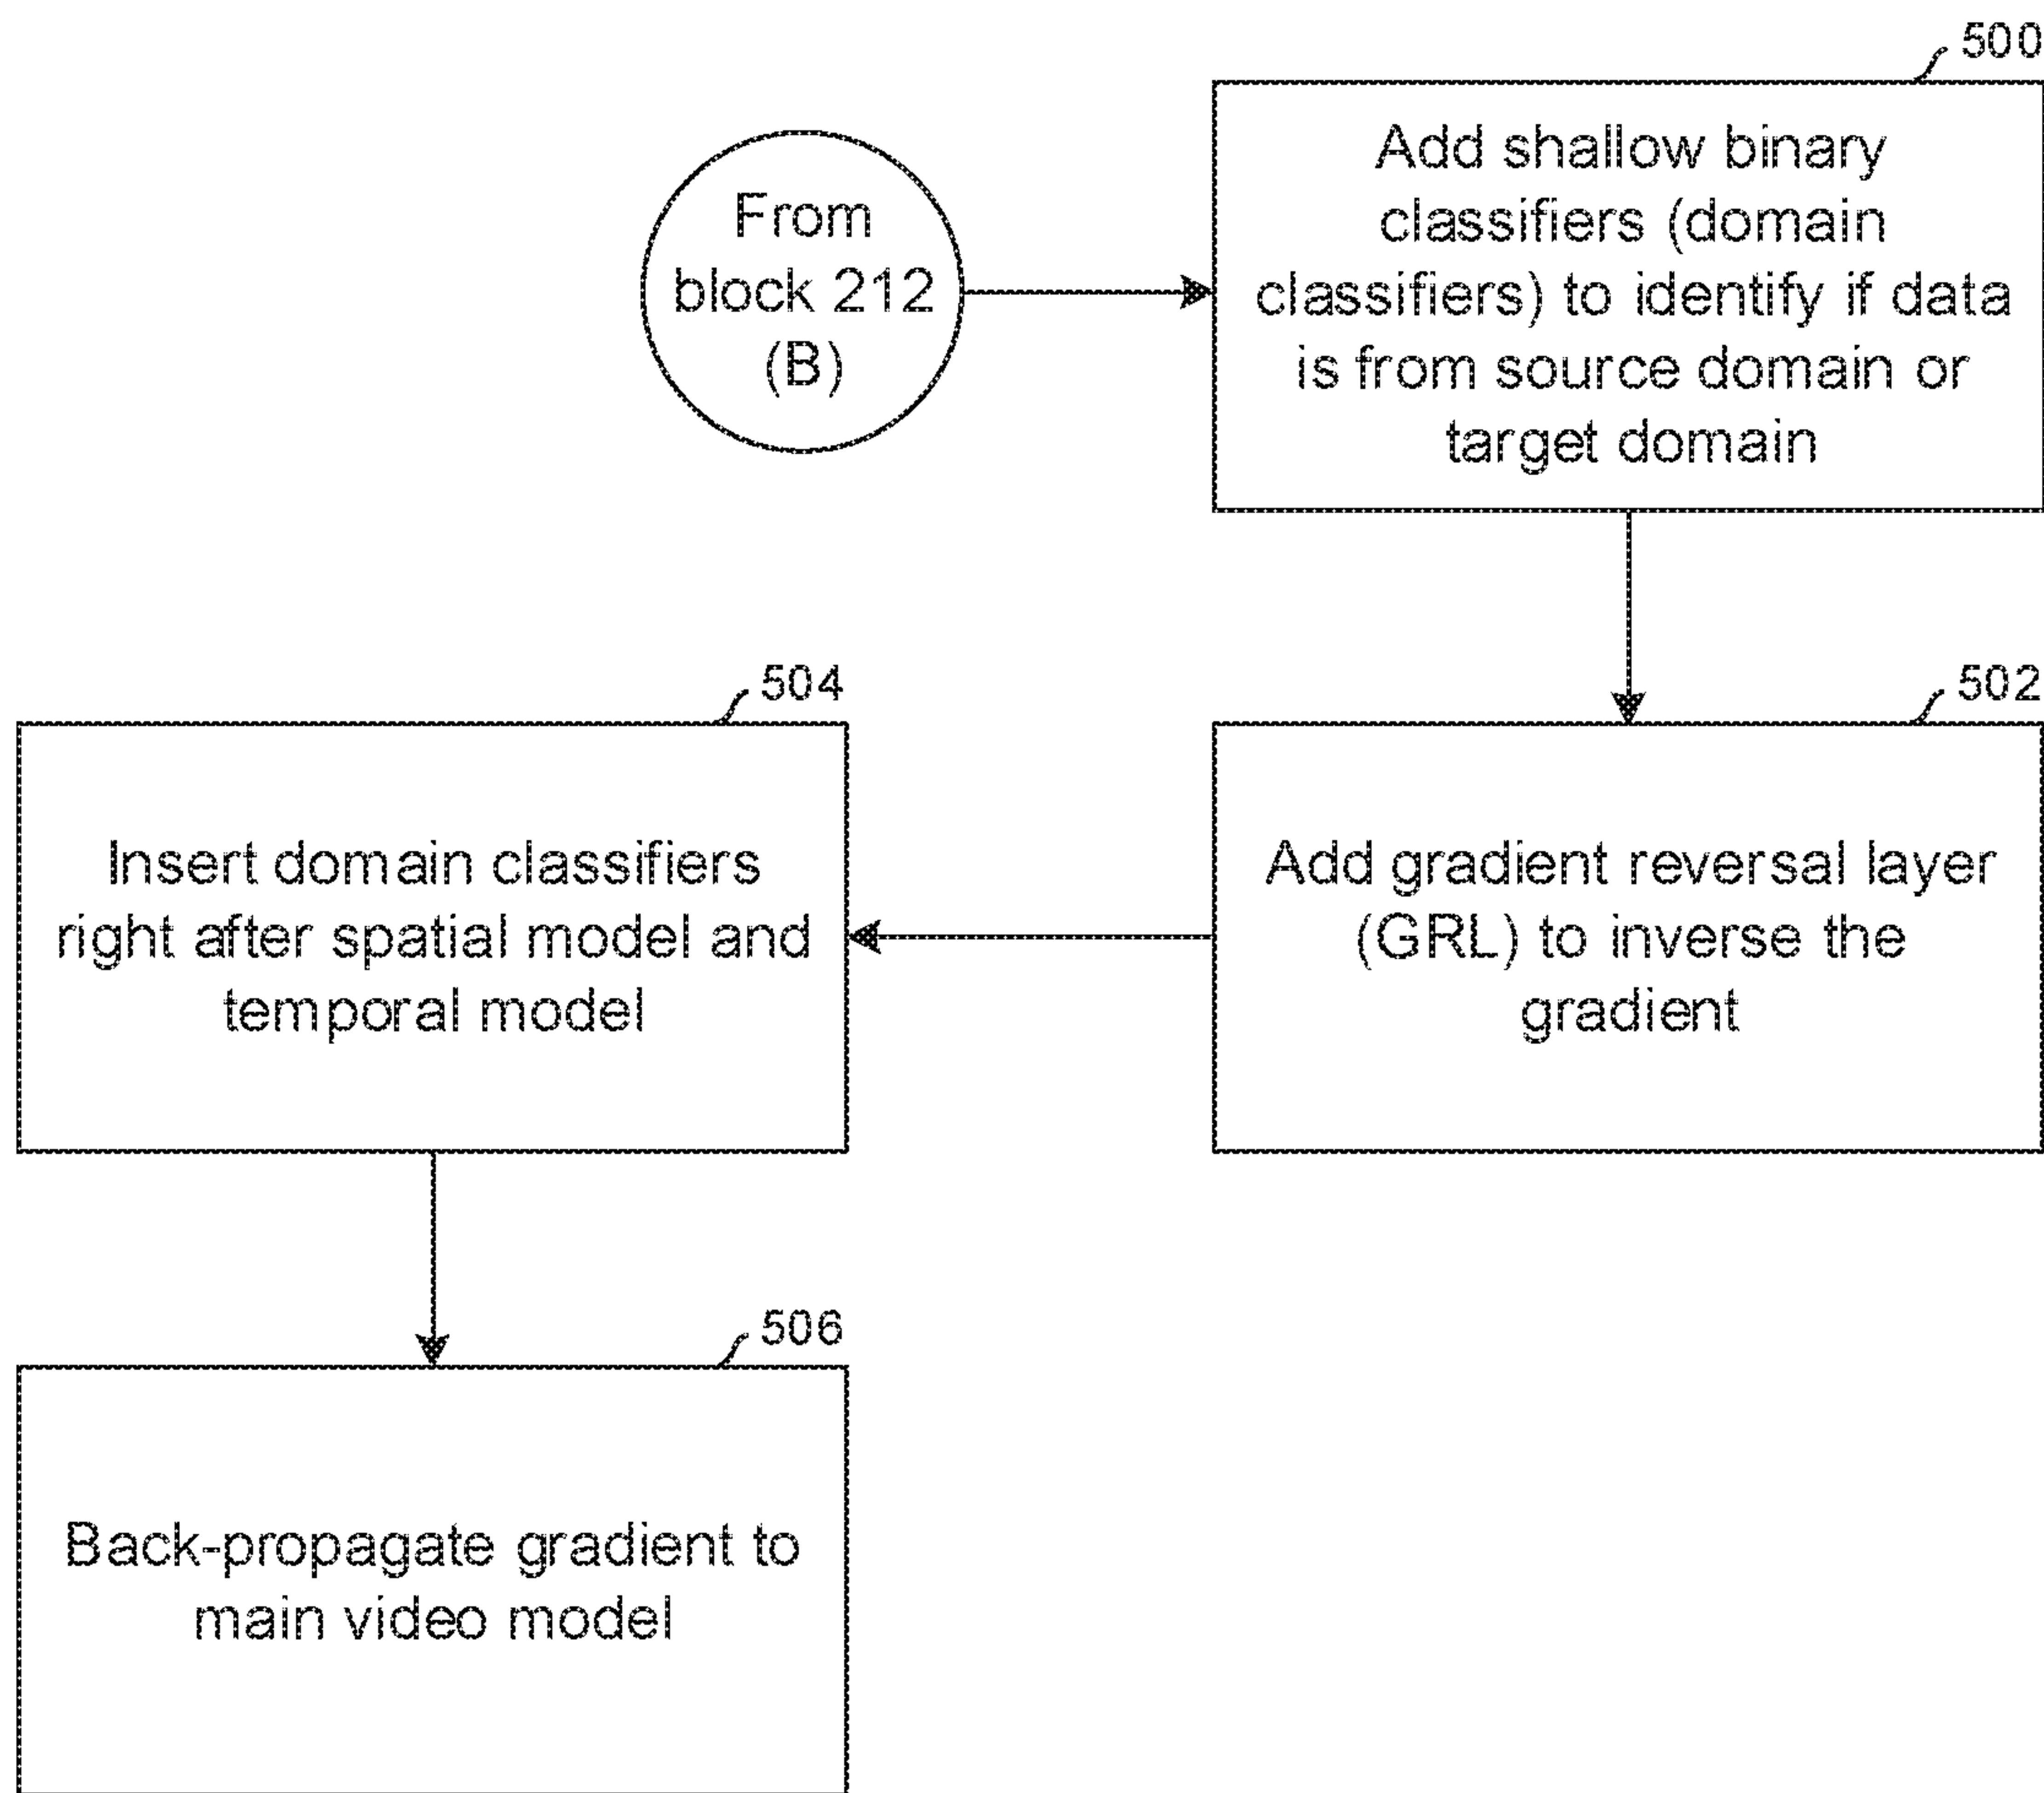 500
From
block 212
(B)
Add shallow binary
classifiers (domain
classifiers) to identify if data
is from source domain or
target domain
502
Add gradient reversal layer
(GRL) to inverse the
gradient
504
Insert domain classifiers
right after spatial model and
temporal model
506
Back-propagate gradient to
main video model